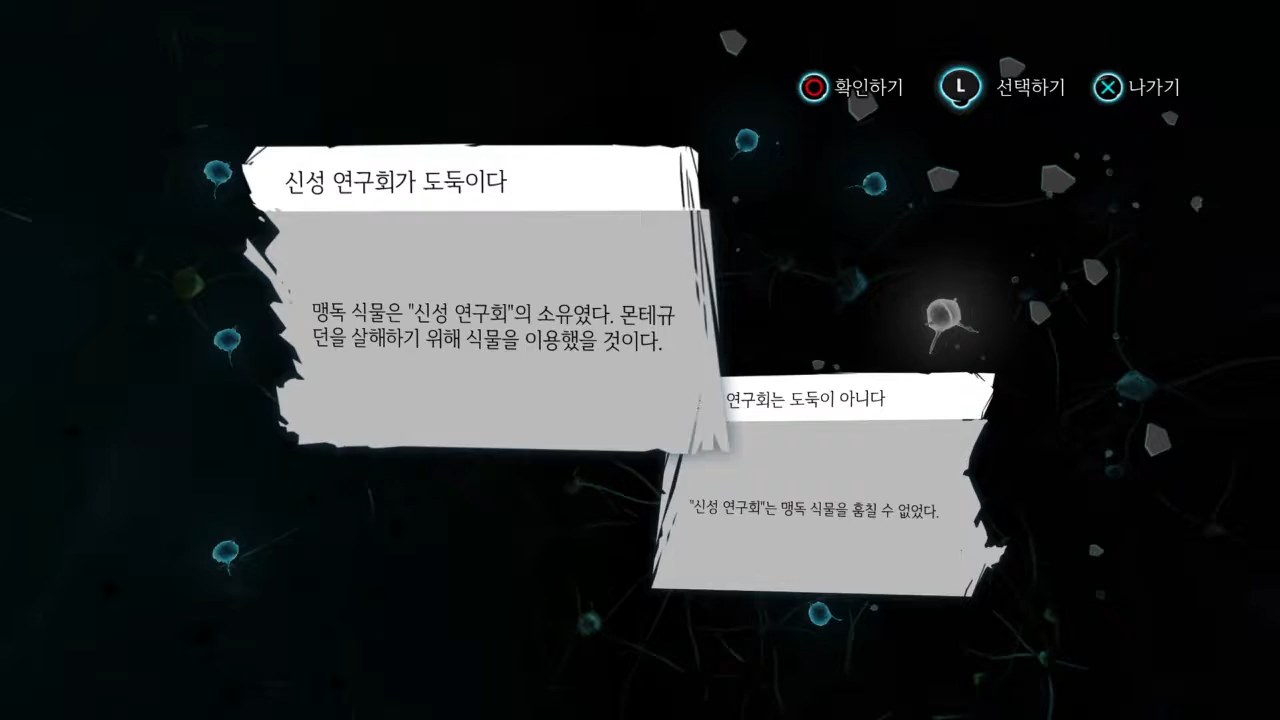 확인하기 L 선택하기 나가기
신성 연구회가 도둑이다
맹독 식물은 "신성 연구회"의 소유였다. 몬테규
던을 살해하기 위해 식물을 이용했을 것이다.
연구회는 도둑이 아니다
"신성 연구회"는 맹독 식물을 훔칠 수 없었다.